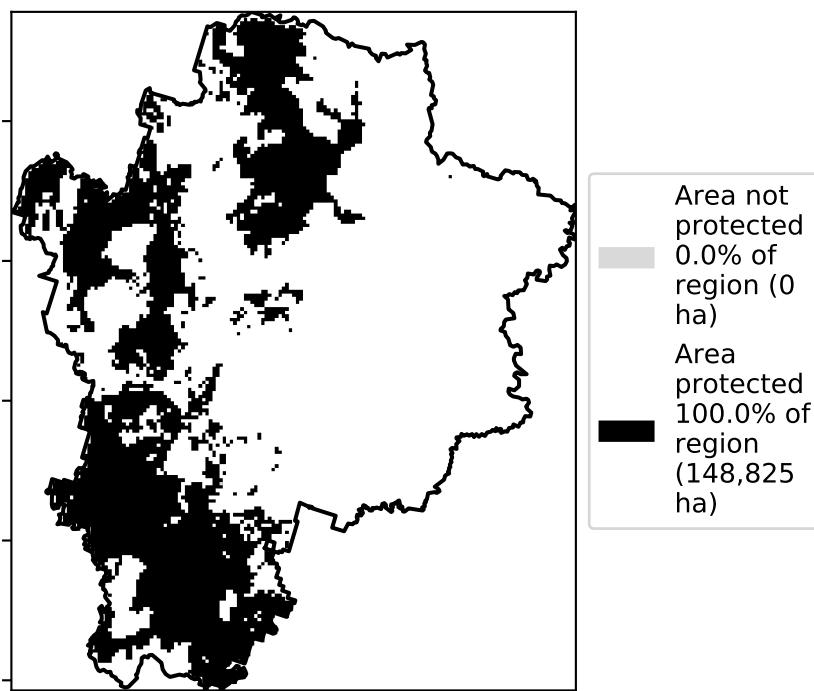 Area not
protected
0.0% of
region (0
ha)
Area
protected
100.0% of
region
(148,825
ha)